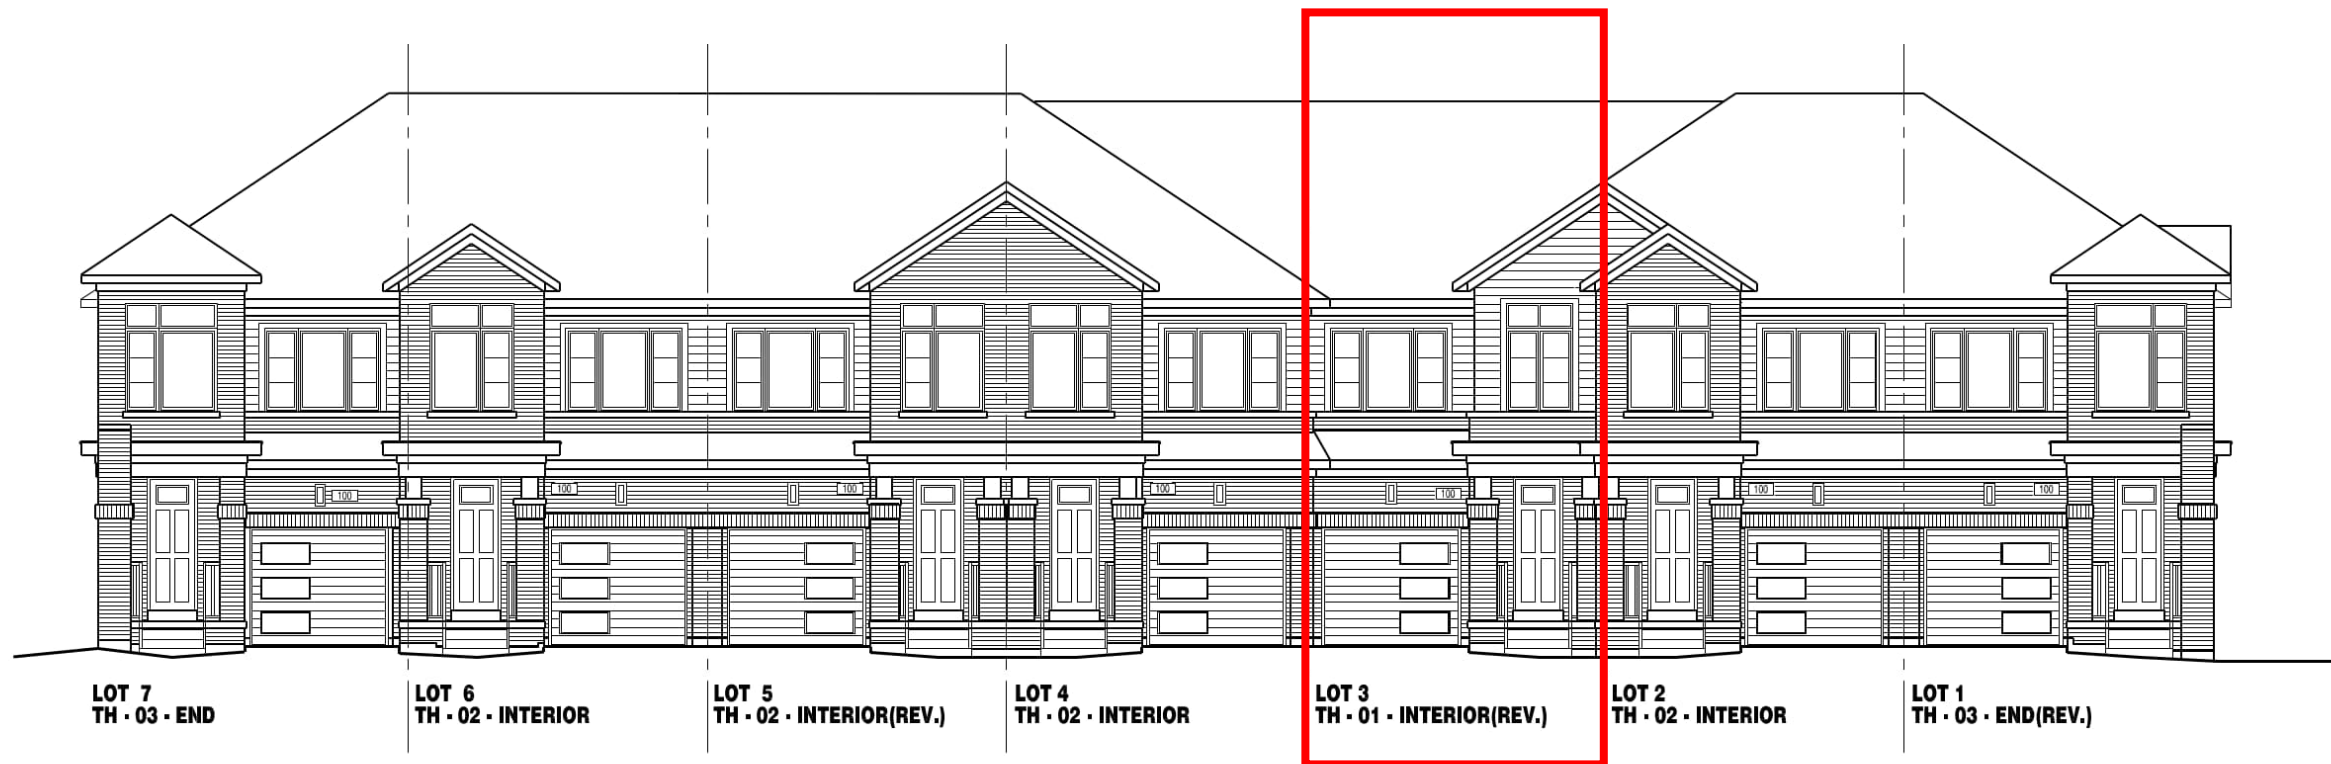 100
100
100
100
100
100
100
LOT 7
TH - 03 - END
LOT 6
TH - 02 - INTERIOR
LOT 5
TH - 02 - INTERIOR(REV.)
LOT 4
TH - 02 - INTERIOR
LOT 3
TH - 01 - INTERIOR(REV.)
LOT 2
TH - 02 - INTERIOR
LOT 1
TH - 03 - END(REV.)